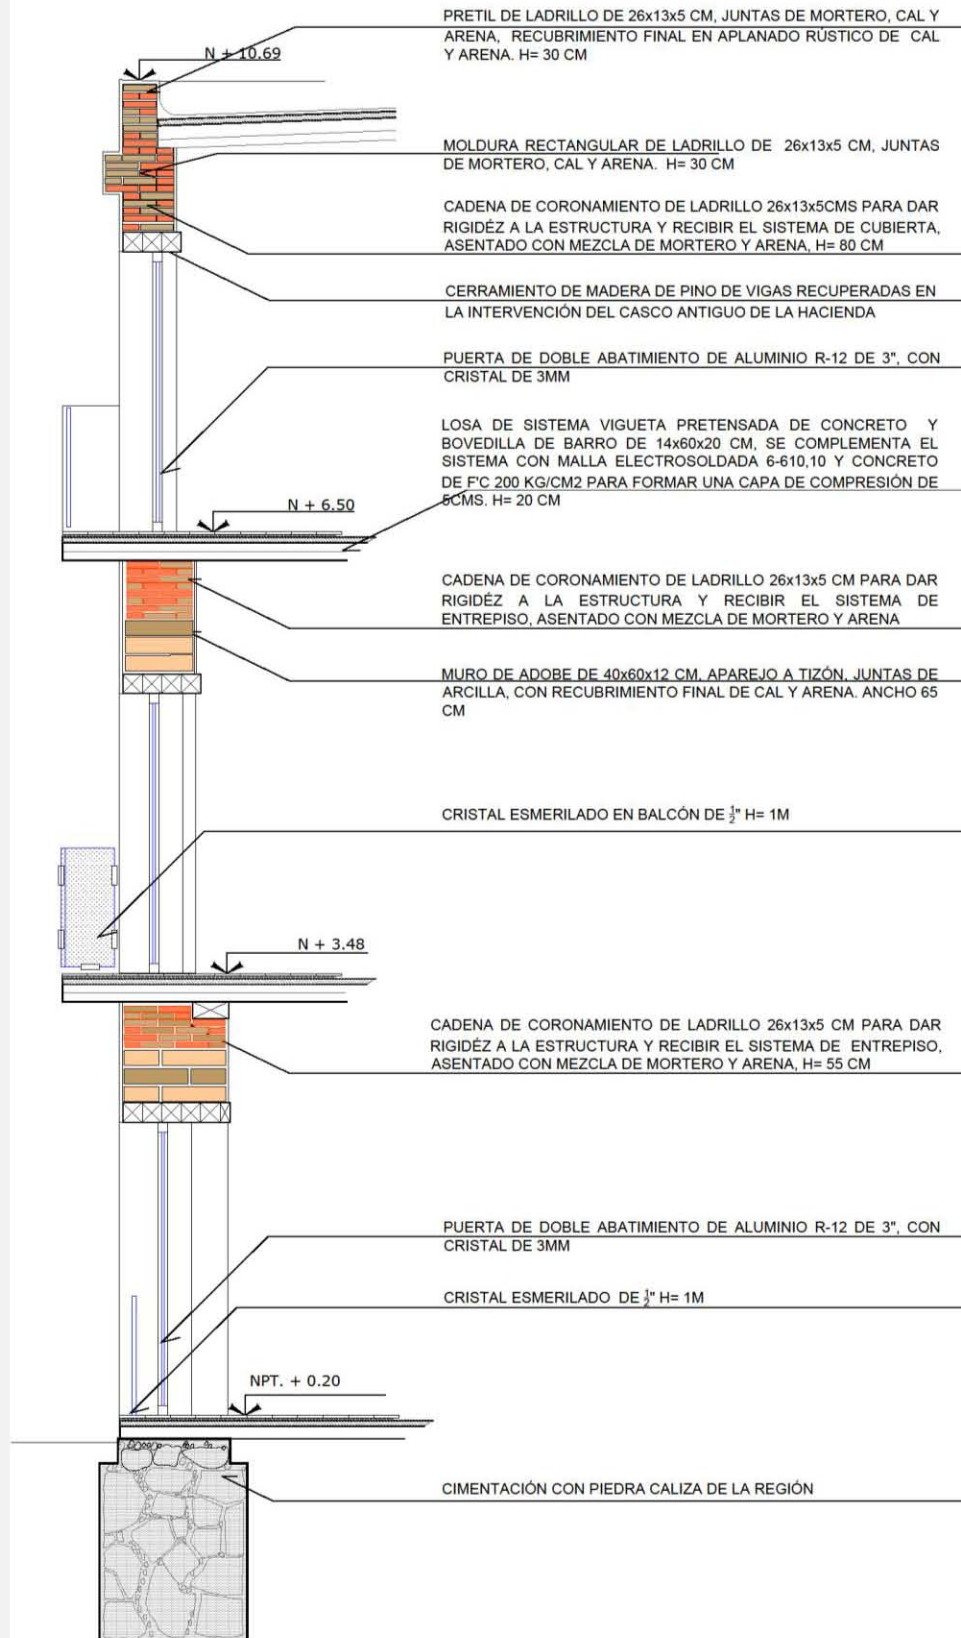 PRETIL DE LADRILLO DE 26x13x5 CM, JUNTAS DE MORTERO, CAL Y
ARENA, RECUBRIMIENTO FINAL EN APLANADO RÚSTICO DE CAL
Y ARENA. H= 30 CM
N + 10.69
MOLDURA RECTANGULAR DE LADRILLO DE 26x13x5 CM, JUNTAS
DE MORTERO, CAL Y ARENA. H= 30 CM
CADENA DE CORONAMIENTO DE LADRILLO 26x13x5CMS PARA DAR
RIGIDÉZ A LA ESTRUCTURA Y RECIBIR EL SISTEMA DE CUBIERTA,
ASENTADO CON MEZCLA DE MORTERO Y ARENA, H= 80 CM
CERRAMIENTO DE MADERA DE PINO DE VIGAS RECUPERADAS EN
LA INTERVENCIÓN DEL CASCO ANTIGUO DE LA HACIENDA
PUERTA DE DOBLE ABATIMIENTO DE ALUMINIO R-12 DE 3", CON
CRISTAL DE 3MM
LOSA DE SISTEMA VIGUETA PRETENSADA DE CONCRETO Y
BOVEDILLA DE BARRO DE 14x60x20 CM, SE COMPLEMENTA EL
SISTEMA CON MALLA ELECTROSOLDADA 6-610,10 Y CONCRETO
DE F'C 200 KG/CM2 PARA FORMAR UNA CAPA DE COMPRESIÓN DE
5CMS. H= 20 CM
N + 6.50
CADENA DE CORONAMIENTO DE LADRILLO 26x13x5 CM PARA DAR
RIGIDÉZ A LA ESTRUCTURA Y RECIBIR EL SISTEMA DE
ENTREPISO, ASENTADO CON MEZCLA DE MORTERO Y ARENA
MURO DE ADOBE DE 40x60x12 CM, APAREJO A TIZÓN, JUNTAS DE
ARCILLA, CON RECUBRIMIENTO FINAL DE CAL Y ARENA. ANCHO 65
CM
CRISTAL ESMERILADO EN BALCÓN DE ½" H= 1M
N + 3.48
CADENA DE CORONAMIENTO DE LADRILLO 26x13x5 CM PARA DAR
RIGIDÉZ A LA ESTRUCTURA Y RECIBIR EL SISTEMA DE ENTREPISO,
ASENTADO CON MEZCLA DE MORTERO Y ARENA, H= 55 CM
PUERTA DE DOBLE ABATIMIENTO DE ALUMINIO R-12 DE 3", CON
CRISTAL DE 3MM
CRISTAL ESMERILADO DE ½" H= 1M
NPT. + 0.20
CIMENTACIÓN CON PIEDRA CALIZA DE LA REGIÓN